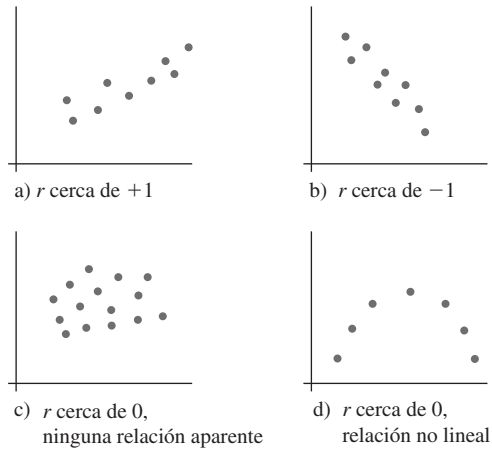 a) r cerca de +1
b) r cerca de −1
c) r cerca de 0,
ninguna relación aparente
d) r cerca de 0,
relación no lineal